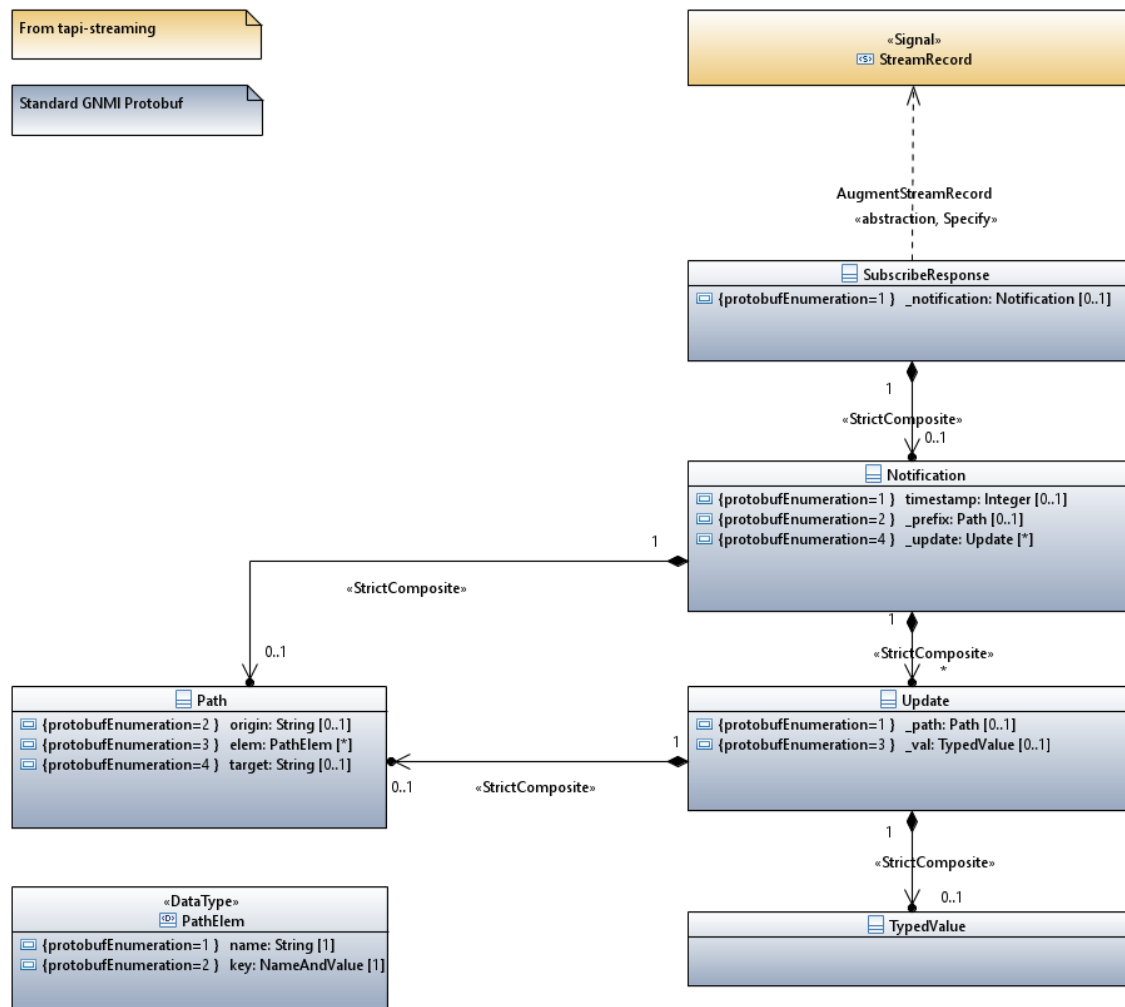 From tapi-streaming
Standard GNMI Protobuf
«Signal»
StreamRecord
AugmentStreamRecord
«abstraction, Specify»
SubscribeResponse
{protobufEnumeration=1 } _notification: Notification [0..1]
1
«StrictComposite»
0..1
Notification
{protobufEnumeration=1 } timestamp: Integer [0..1]
{protobufEnumeration=2 } _prefix: Path [0..1]
{protobufEnumeration=4 } _update: Update [*]
1
«StrictComposite»
0..1
1
«StrictComposite»
*
Path
{protobufEnumeration=2 } origin: String [0..1]
{protobufEnumeration=3 } elem: PathElem [*]
{protobufEnumeration=4 } target: String [0..1]
Update
{protobufEnumeration=1 } _path: Path [0..1]
{protobufEnumeration=3 } _val: TypedValue [0..1]
1
0..1
«StrictComposite»
1
«StrictComposite»
0..1
«DataType»
PathElem
{protobufEnumeration=1 } name: String [1]
{protobufEnumeration=2 } key: NameAndValue [1]
TypedValue